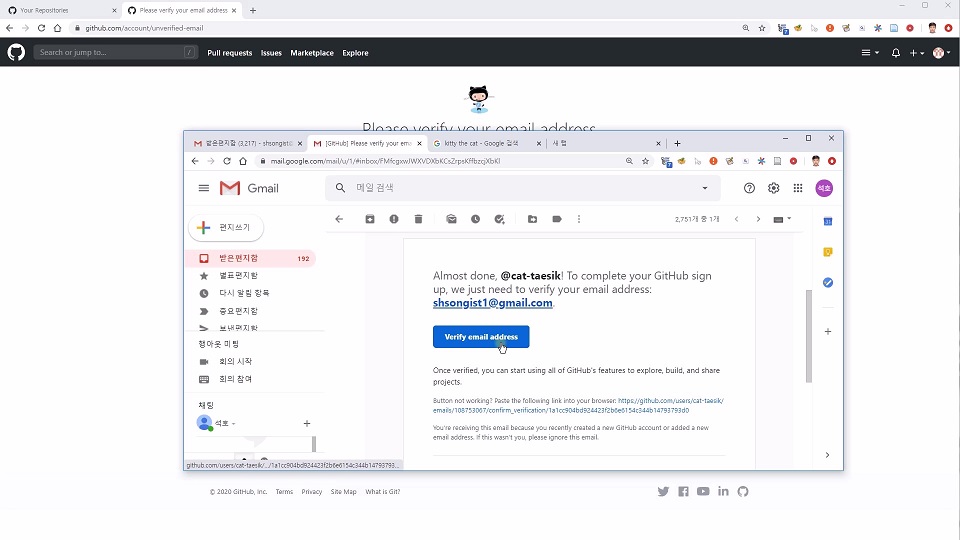 Your Repositories
Please verify your email address
github.com/account/unverified-email
Search or jump to...
/
Pull requests
Issues
Marketplace
Explore
Please verify your email address
받은편지함 (3,217) - shsongist@
[GitHub] Please verify your ema
kitty the cat - Google 검색
새 탭
mail.google.com/mail/u/1/#inbox/FMfcgxwJWXVDXbKCsZrpsKffbzcjXbKl
Gmail
메일 검색
석호
편지쓰기
2,751개 중 1개
받은편지함
192
별표편지함
다시 알림 항목
중요편지함
보낸편지함
행아웃 미팅
회의 시작
회의 참여
채팅
석호
Almost done, @cat-taesik! To complete your GitHub sign
up, we just need to verify your email address:
shsongist1@gmail.com.
Verify email address
Once verified, you can start using all of GitHub's features to explore, build, and share
projects.
Button not working? Paste the following link into your browser: https://github.com/users/cat-taesik/
emails/108753067/confirm_verification/1a1cc904bd924423f2b6e6154c344b14793793d0
You're receiving this email because you recently created a new GitHub account or added a new
email address. If this wasn't you, please ignore this email.
github.com/users/cat-taesik/.../1a1cc904bd924423f2b6e6154c344b14793793...
© 2020 GitHub, Inc.
Terms
Privacy
Site Map
What is Git?